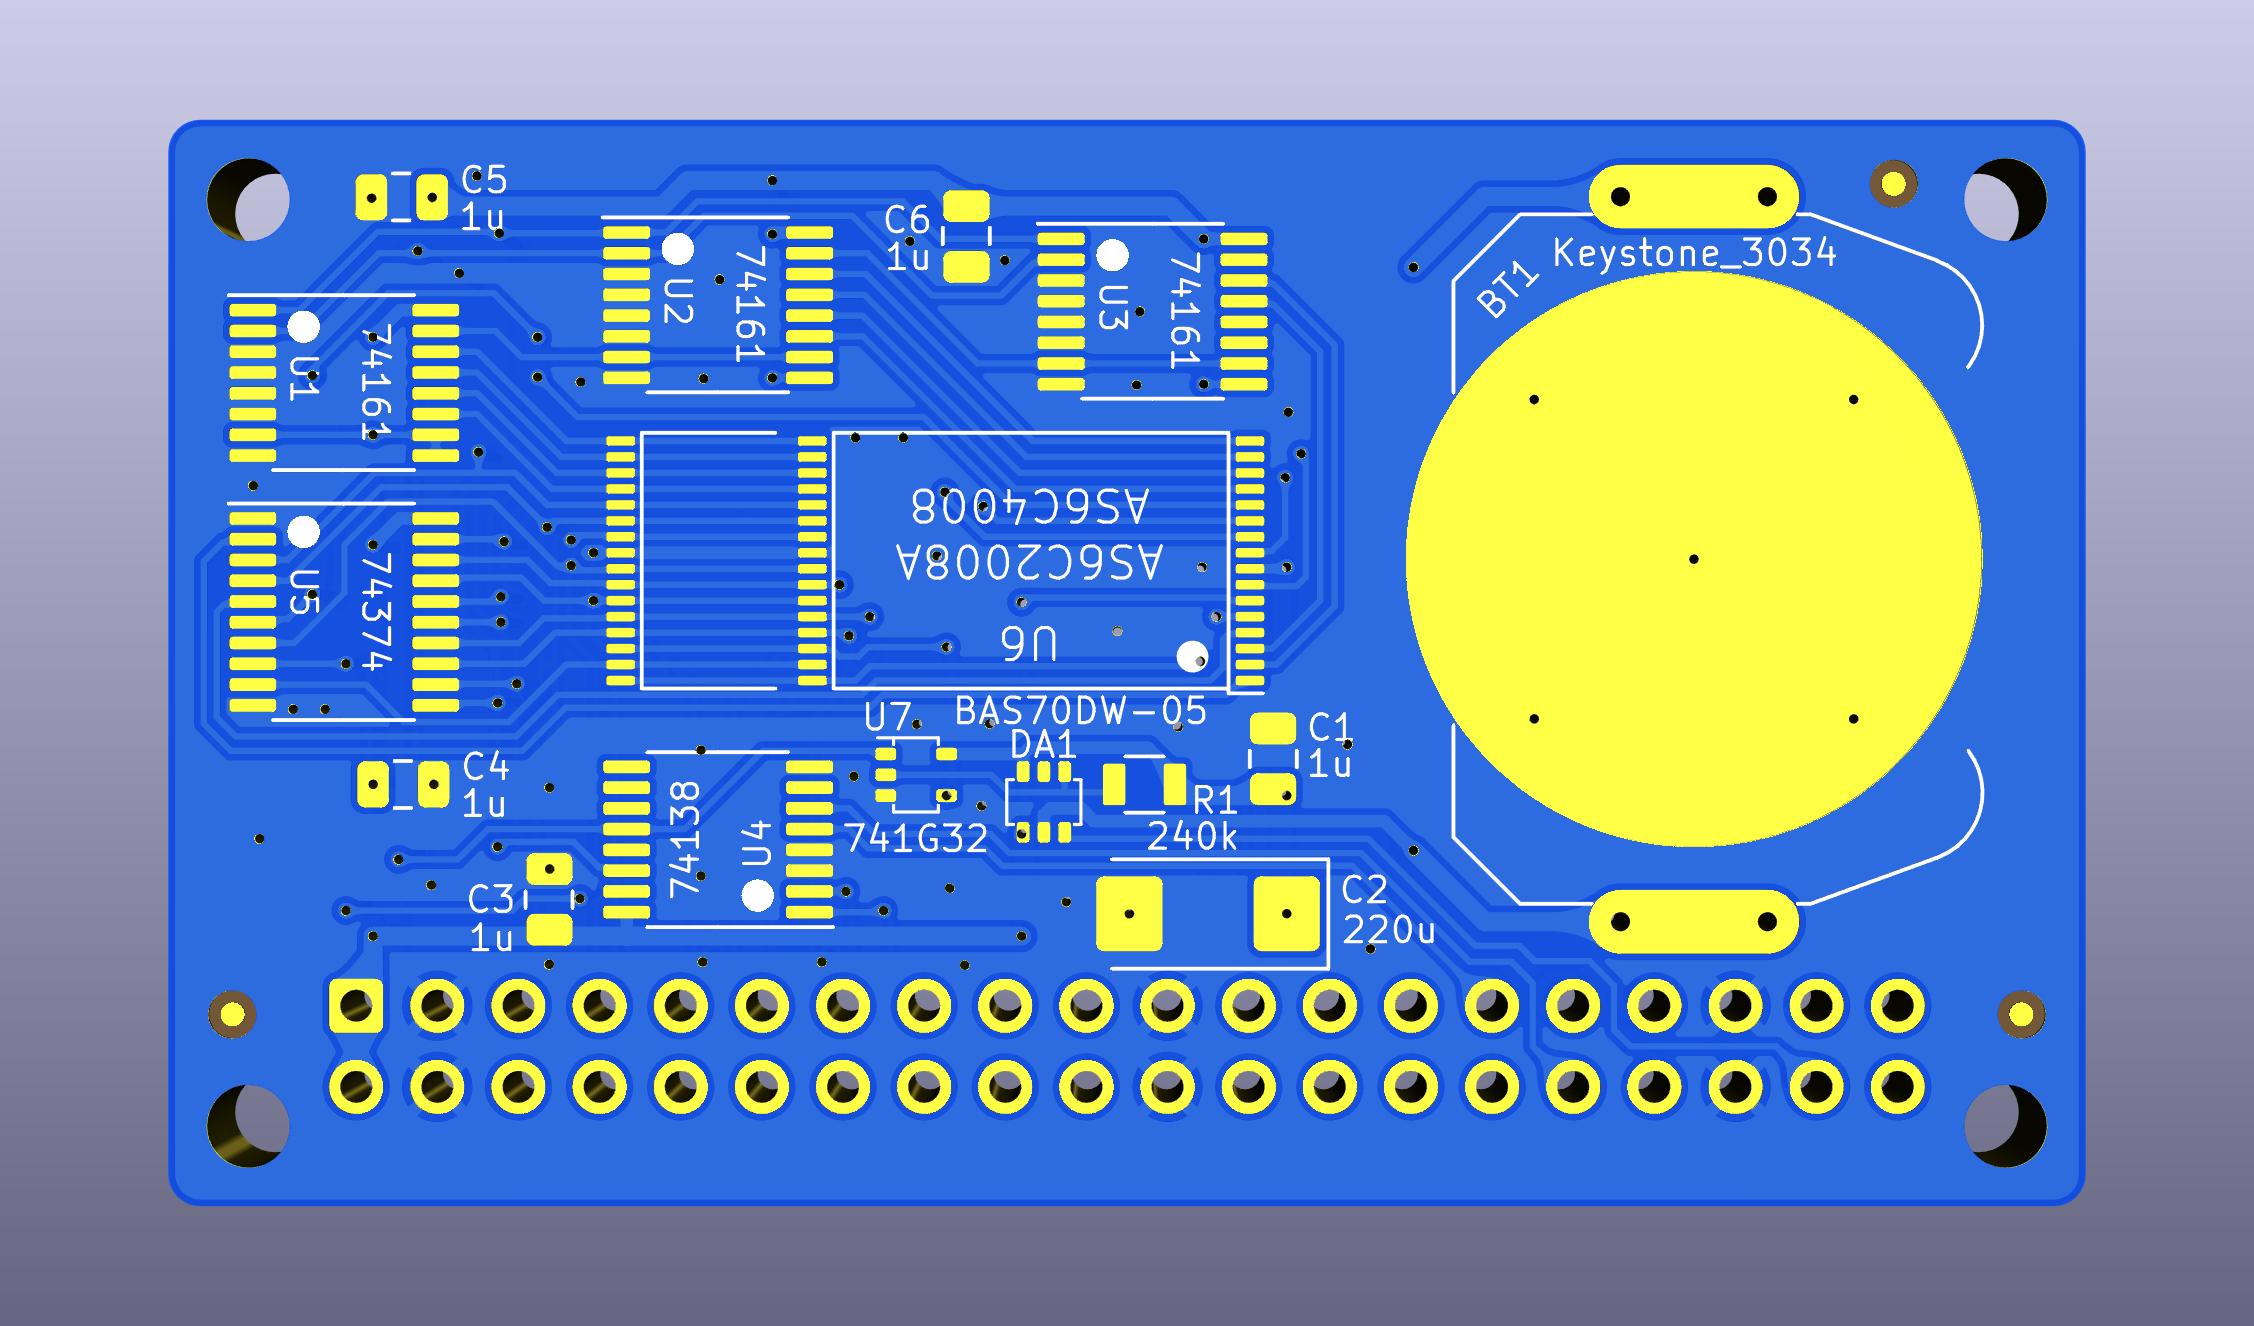 C5
1u
C6
1u
Keystone_3034
BT1
U2
74161
U3
74161
U1
74161
AS6C4008
AS6C2008A
U6
U5
74374
U7
BAS70DW-05
DA1
C1
1u
C4
1u
74138
U4
741G32
R1
240k
C3
1u
C2
220u